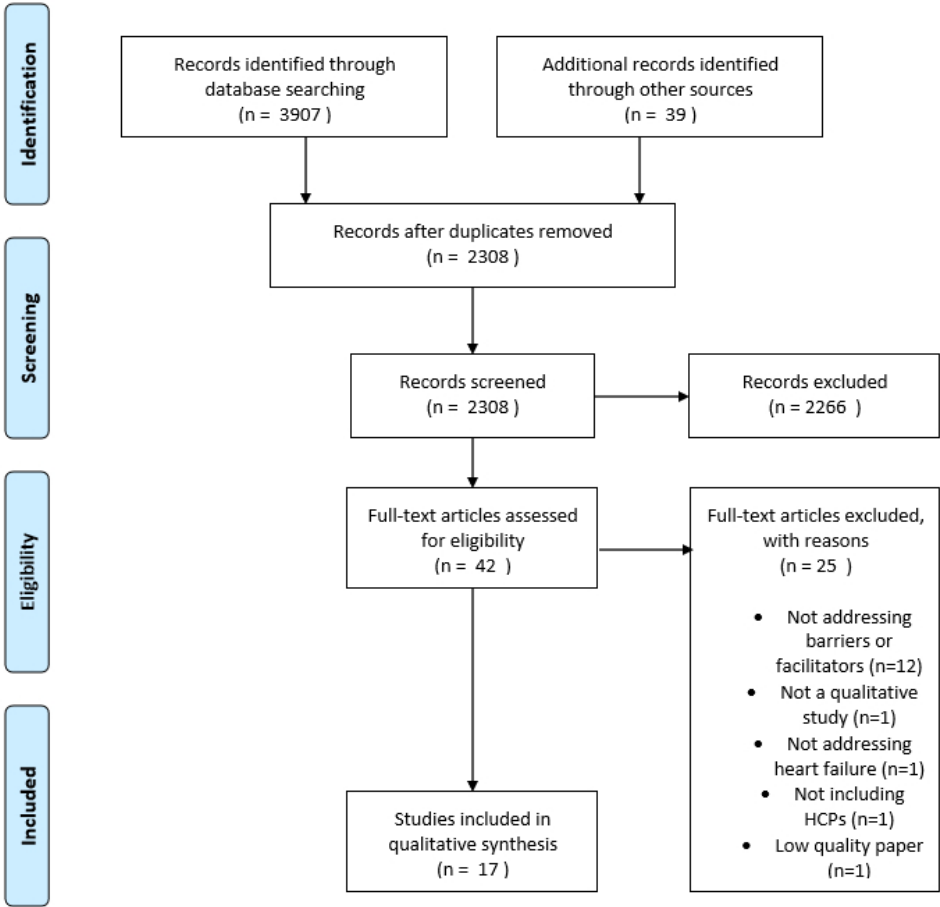 Identification
Records identified through
database searching
(n = 3907 )
Additional records identified
through other sources
(n = 39 )
Records after duplicates removed
(n = 2308 )
Screening
Records screened
(n = 2308 )
Records excluded
(n = 2266 )
Eligibility
Full-text articles assessed
for eligibility
(n = 42 )
Full-text articles excluded,
with reasons
(n = 25 )
• Not addressing
barriers or
facilitators (n=12)
• Not a qualitative
study (n=1)
• Not addressing
heart failure (n=1)
• Not including
HCPs (n=1)
• Low quality paper
(n=1)
Included
Studies included in
qualitative synthesis
(n = 17 )